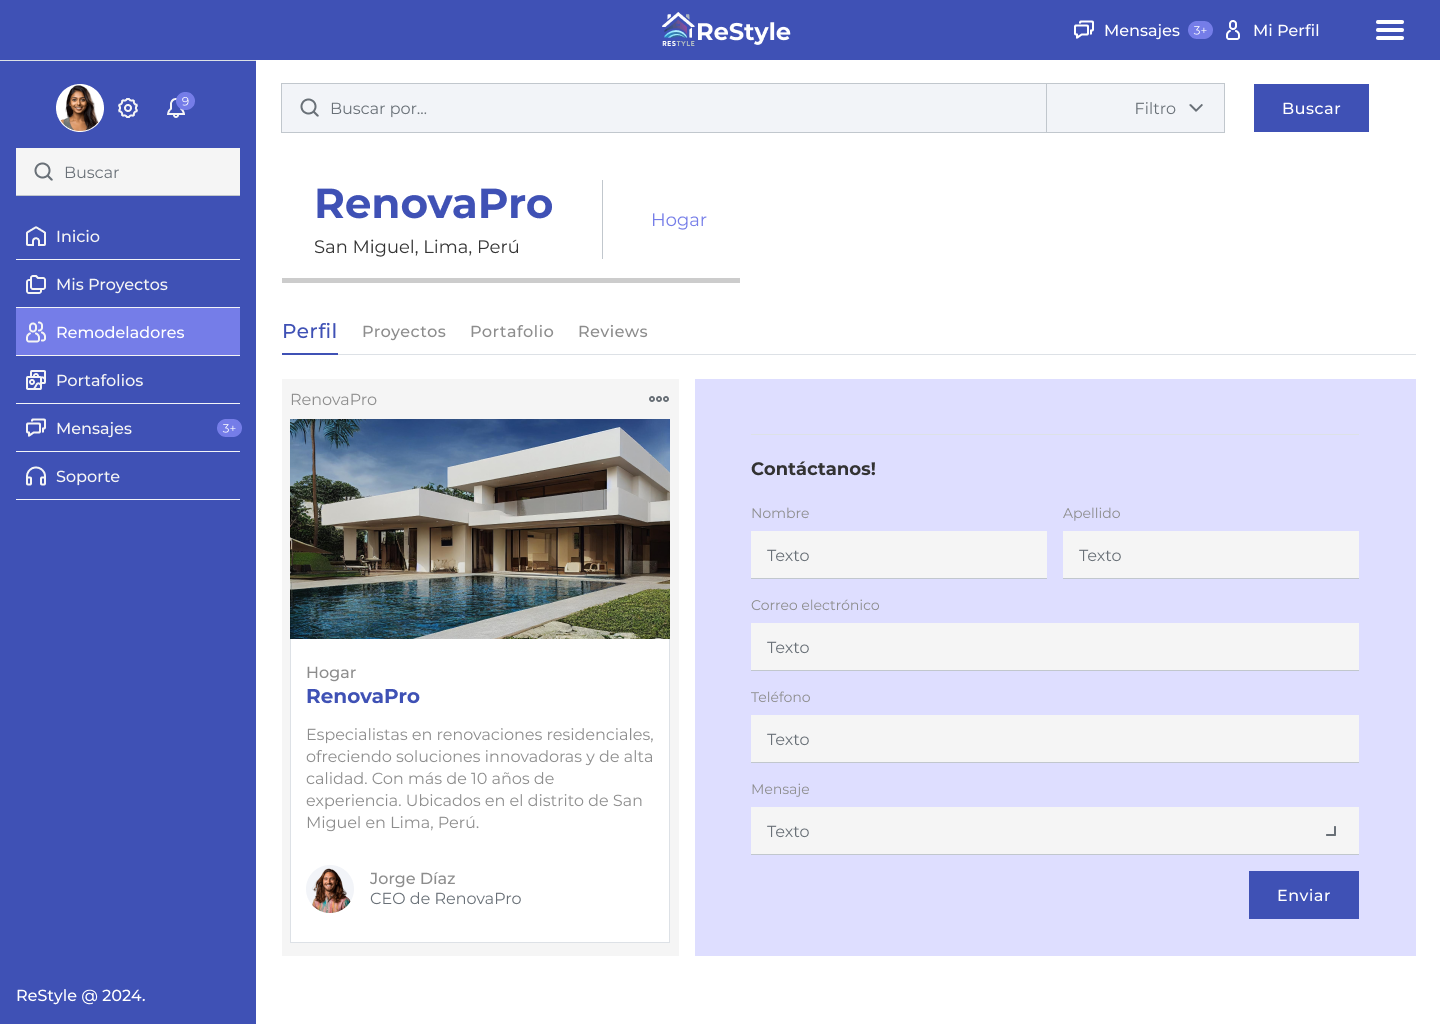 RESTYLE
ReStyle
Mensajes 3+
Mi Perfil
9
Buscar
Inicio
Mis Proyectos
Remodeladores
Portafolios
Mensajes 3+
Soporte
ReStyle @ 2024.
Buscar por...
Filtro
Buscar
RenovaPro
San Miguel, Lima, Perú
Hogar
Perfil
Proyectos
Portafolio
Reviews
RenovaPro
Hogar
RenovaPro
Especialistas en renovaciones residenciales,
ofreciendo soluciones innovadoras y de alta
calidad. Con más de 10 años de
experiencia. Ubicados en el distrito de San
Miguel en Lima, Perú.
Jorge Díaz
CEO de RenovaPro
Contáctanos!
Nombre
Texto
Apellido
Texto
Correo electrónico
Texto
Teléfono
Texto
Mensaje
Texto
Enviar